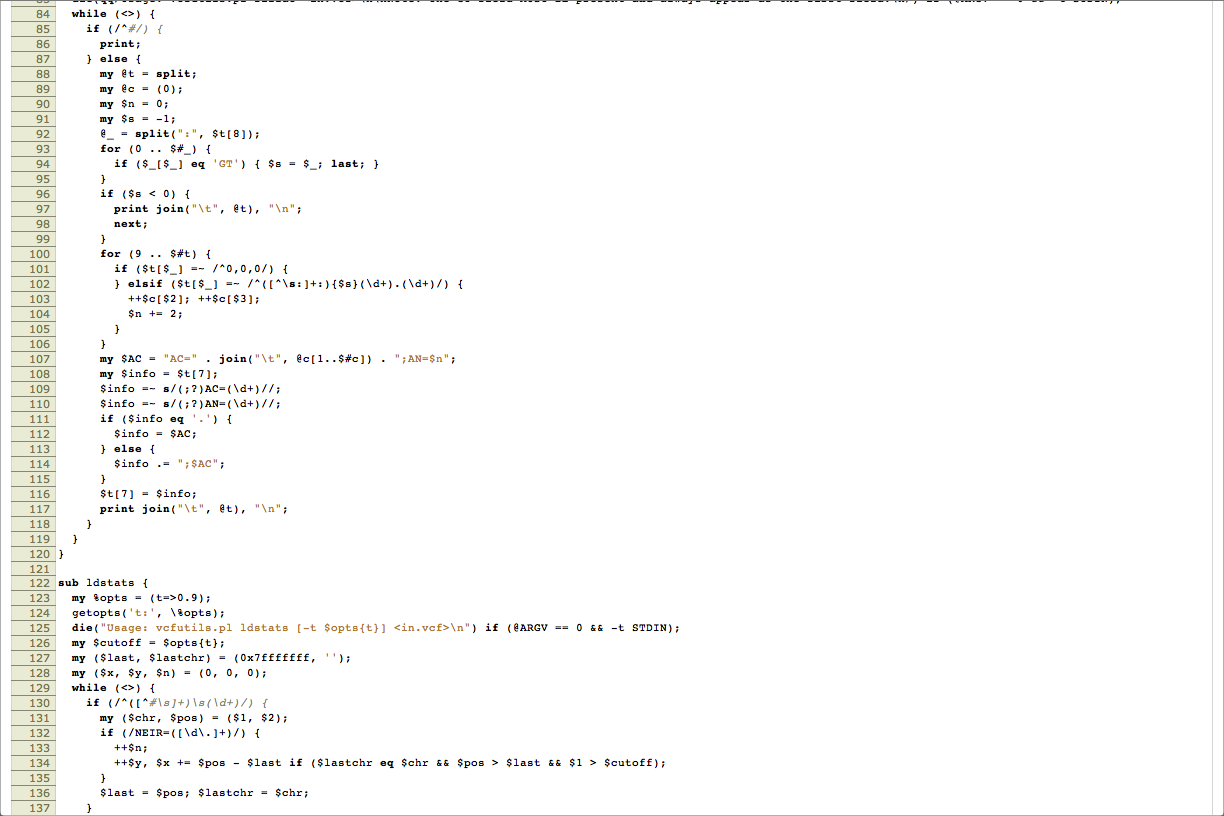 84 while (<>) {
85 if (/^#/) {
86 print;
87 } else {
88 my @t = split;
89 my @c = (0);
90 my $n = 0;
91 my $s = -1;
92 @_ = split(":", $t[8]);
93 for (0 .. $#_) {
94 if ($_[$_] eq 'GT') { $s = $_; last; }
95 }
96 if ($s < 0) {
97 print join("\t", @t), "\n";
98 next;
99 }
100 for (9 .. $#t) {
101 if ($t[$_] =~ /^0,0,0/) {
102 } elsif ($t[$_] =~ /^([^\s:]+:){$s}(\d+).(\d+)/) {
103 ++$c[$2]; ++$c[$3];
104 $n += 2;
105 }
106 }
107 my $AC = "AC=" . join("\t", @c[1..$#c]) . ";AN=$n";
108 my $info = $t[7];
109 $info =~ s/(;?)AC=(\d+)//;
110 $info =~ s/(;?)AN=(\d+)//;
111 if ($info eq '.') {
112 $info = $AC;
113 } else {
114 $info .= ";$AC";
115 }
116 $t[7] = $info;
117 print join("\t", @t), "\n";
118 }
119 }
120 }
121
122 sub ldstats {
123 my %opts = (t=>0.9);
124 getopts('t:', \%opts);
125 die("Usage: vcfutils.pl ldstats [-t $opts{t}] <in.vcf>\n") if (@ARGV == 0 && -t STDIN);
126 my $cutoff = $opts{t};
127 my ($last, $lastchr) = (0x7fffffff, '');
128 my ($x, $y, $n) = (0, 0, 0);
129 while (<>) {
130 if (/^([^#\s]+)\s(\d+)/) {
131 my ($chr, $pos) = ($1, $2);
132 if (/NEIR=([\d\.]+)/) {
133 ++$n;
134 ++$y, $x += $pos - $last if ($lastchr eq $chr && $pos > $last && $1 > $cutoff);
135 }
136 $last = $pos; $lastchr = $chr;
137 }